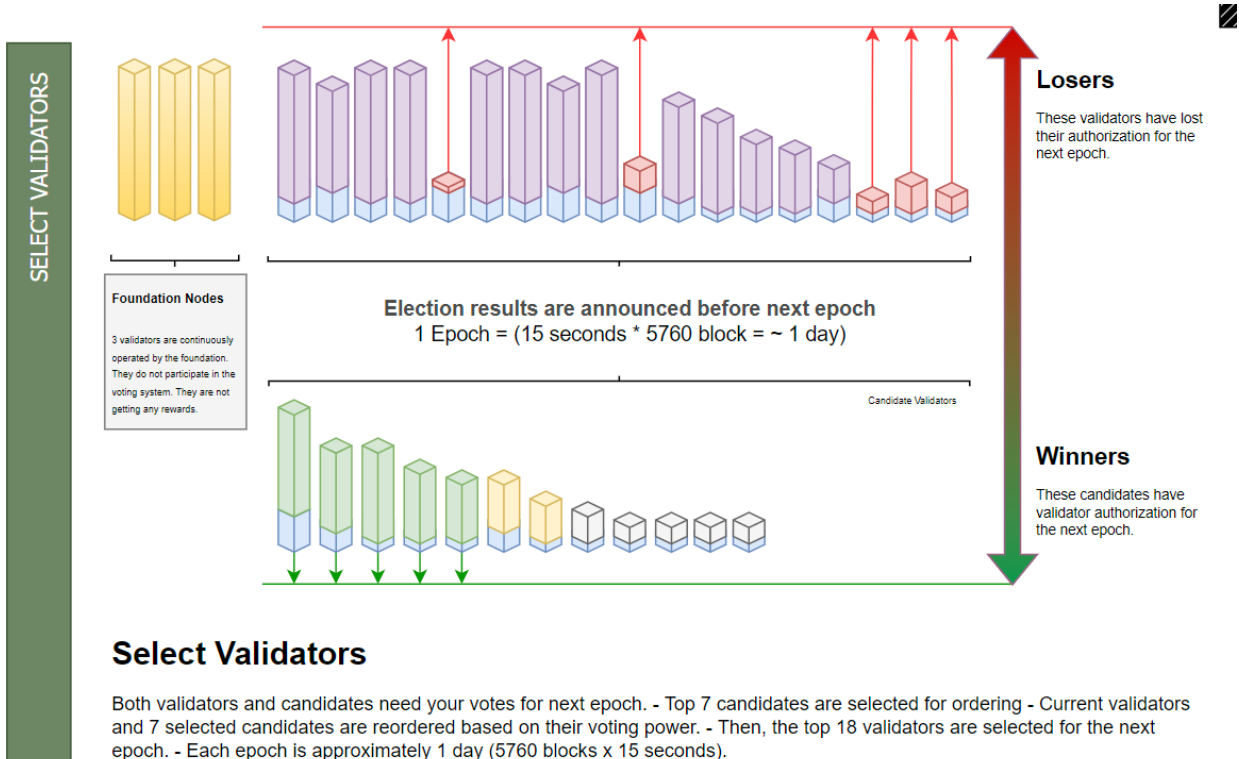 SELECT VALIDATORS
Losers
These validators have lost
their authorization for the
next epoch.
Foundation Nodes
3 validators are continuously
operated by the foundation.
They do not participate in the
voting system. They are not
getting any rewards.
Election results are announced before next epoch
1 Epoch = (15 seconds * 5760 block = ~ 1 day)
Candidate Validators
Winners
These candidates have
validator authorization for
the next epoch.
Select Validators
Both validators and candidates need your votes for next epoch. - Top 7 candidates are selected for ordering - Current validators
and 7 selected candidates are reordered based on their voting power. - Then, the top 18 validators are selected for the next
epoch. - Each epoch is approximately 1 day (5760 blocks x 15 seconds).